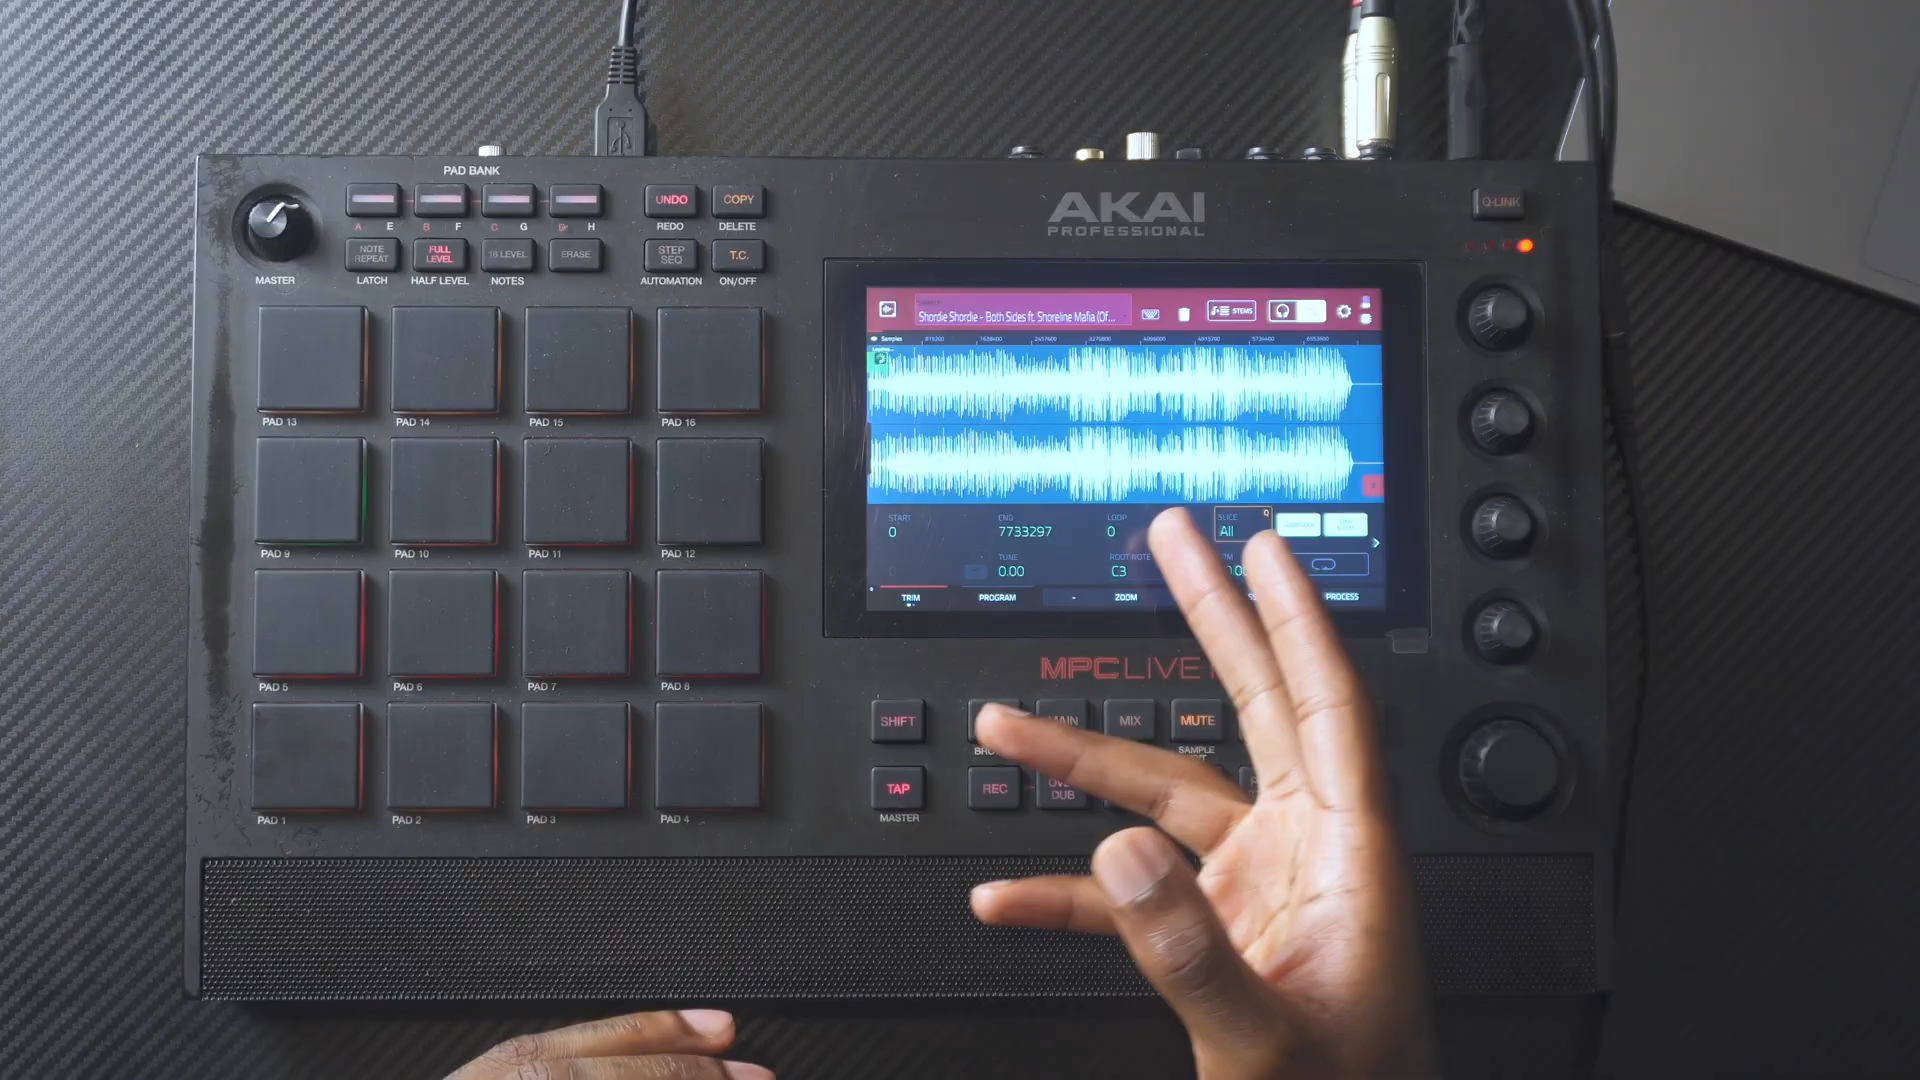 PAD BANK
A E B F C G D H
UNDO COPY
REDO DELETE
NOTE REPEAT
FULL LEVEL
16 LEVEL
ERASE
STEP SEQ
T.C.
MASTER
LATCH
HALF LEVEL
NOTES
AUTOMATION
ON/OFF
AKAI
PROFESSIONAL
Q-LINK
Shordie Shordie - Both Sides ft. Shoreline Mafia (Of...
STEMS
Samples
START
0
END
7733297
LOOP
0
SLICE
All
Q
TUNE
0.00
ROOT NOTE
C3
TRIM
PROGRAM
-
ZOOM
PROCESS
MPC LIVE
PAD 13
PAD 14
PAD 15
PAD 16
PAD 9
PAD 10
PAD 11
PAD 12
PAD 5
PAD 6
PAD 7
PAD 8
PAD 1
PAD 2
PAD 3
PAD 4
SHIFT
MAIN
MIX
MUTE
SAMPLE
TAP
REC
DUB
MASTER